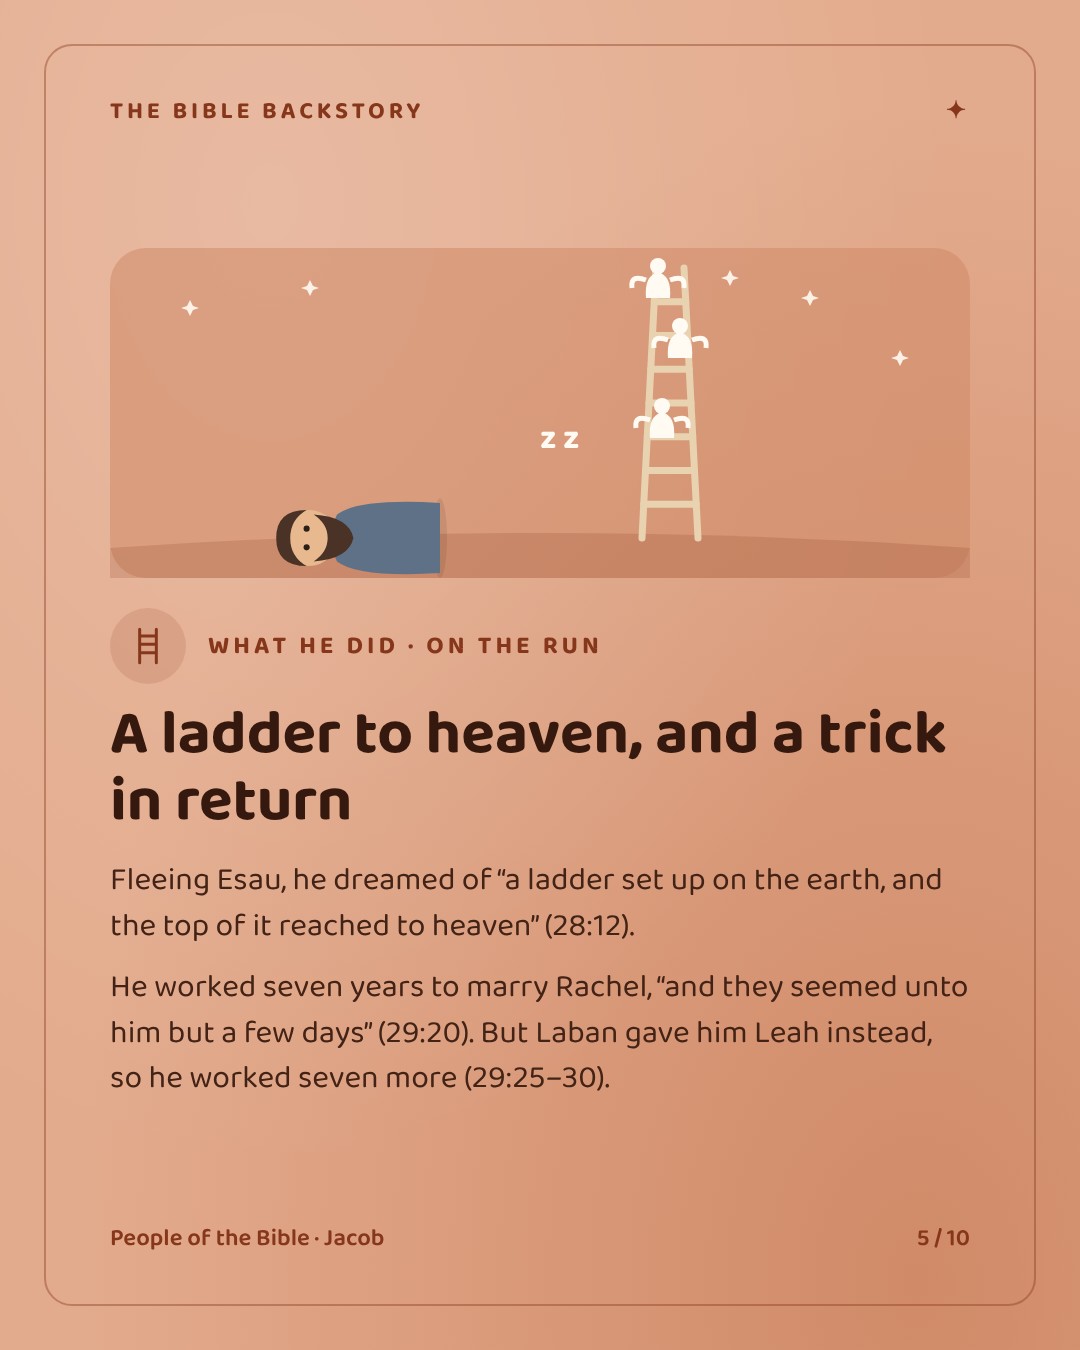 THE BIBLE BACKSTORY
z z
WHAT HE DID · ON THE RUN
A ladder to heaven, and a trick
in return
Fleeing Esau, he dreamed of “a ladder set up on the earth, and
the top of it reached to heaven” (28:12).
He worked seven years to marry Rachel, “and they seemed unto
him but a few days” (29:20). But Laban gave him Leah instead,
so he worked seven more (29:25–30).
People of the Bible · Jacob
5 / 10